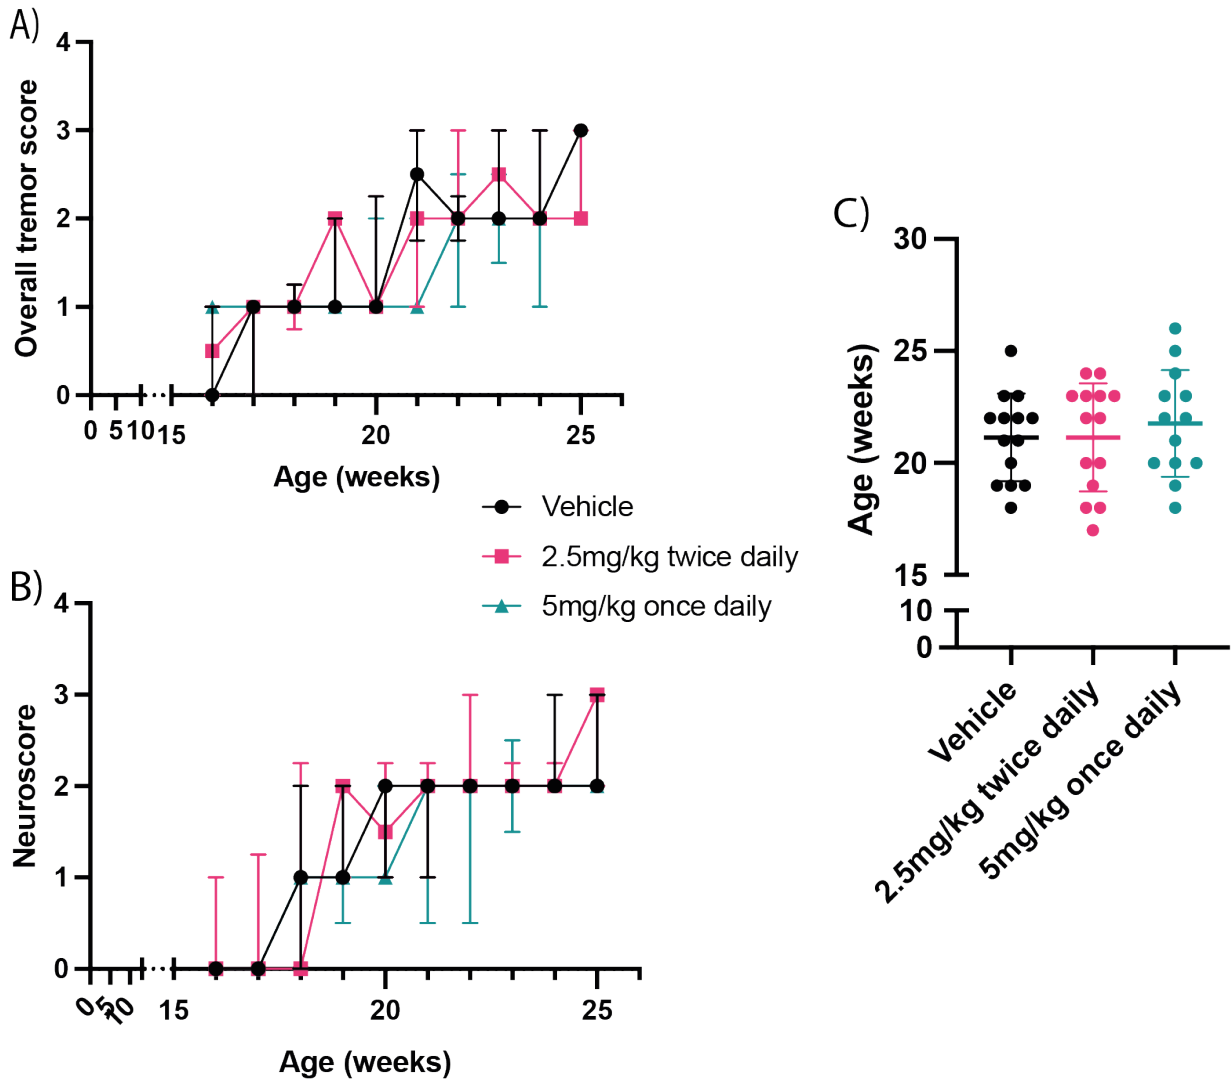 A)
Overall tremor score
4
3
2
1
0
0 5 10 15 20 25
Age (weeks)
Vehicle
2.5mg/kg twice daily
5mg/kg once daily
B)
Neuroscore
4
3
2
1
0
0 5 10 15 20 25
Age (weeks)
C)
Age (weeks)
30
25
20
15
10
0
Vehicle
2.5mg/kg twice daily
5mg/kg once daily